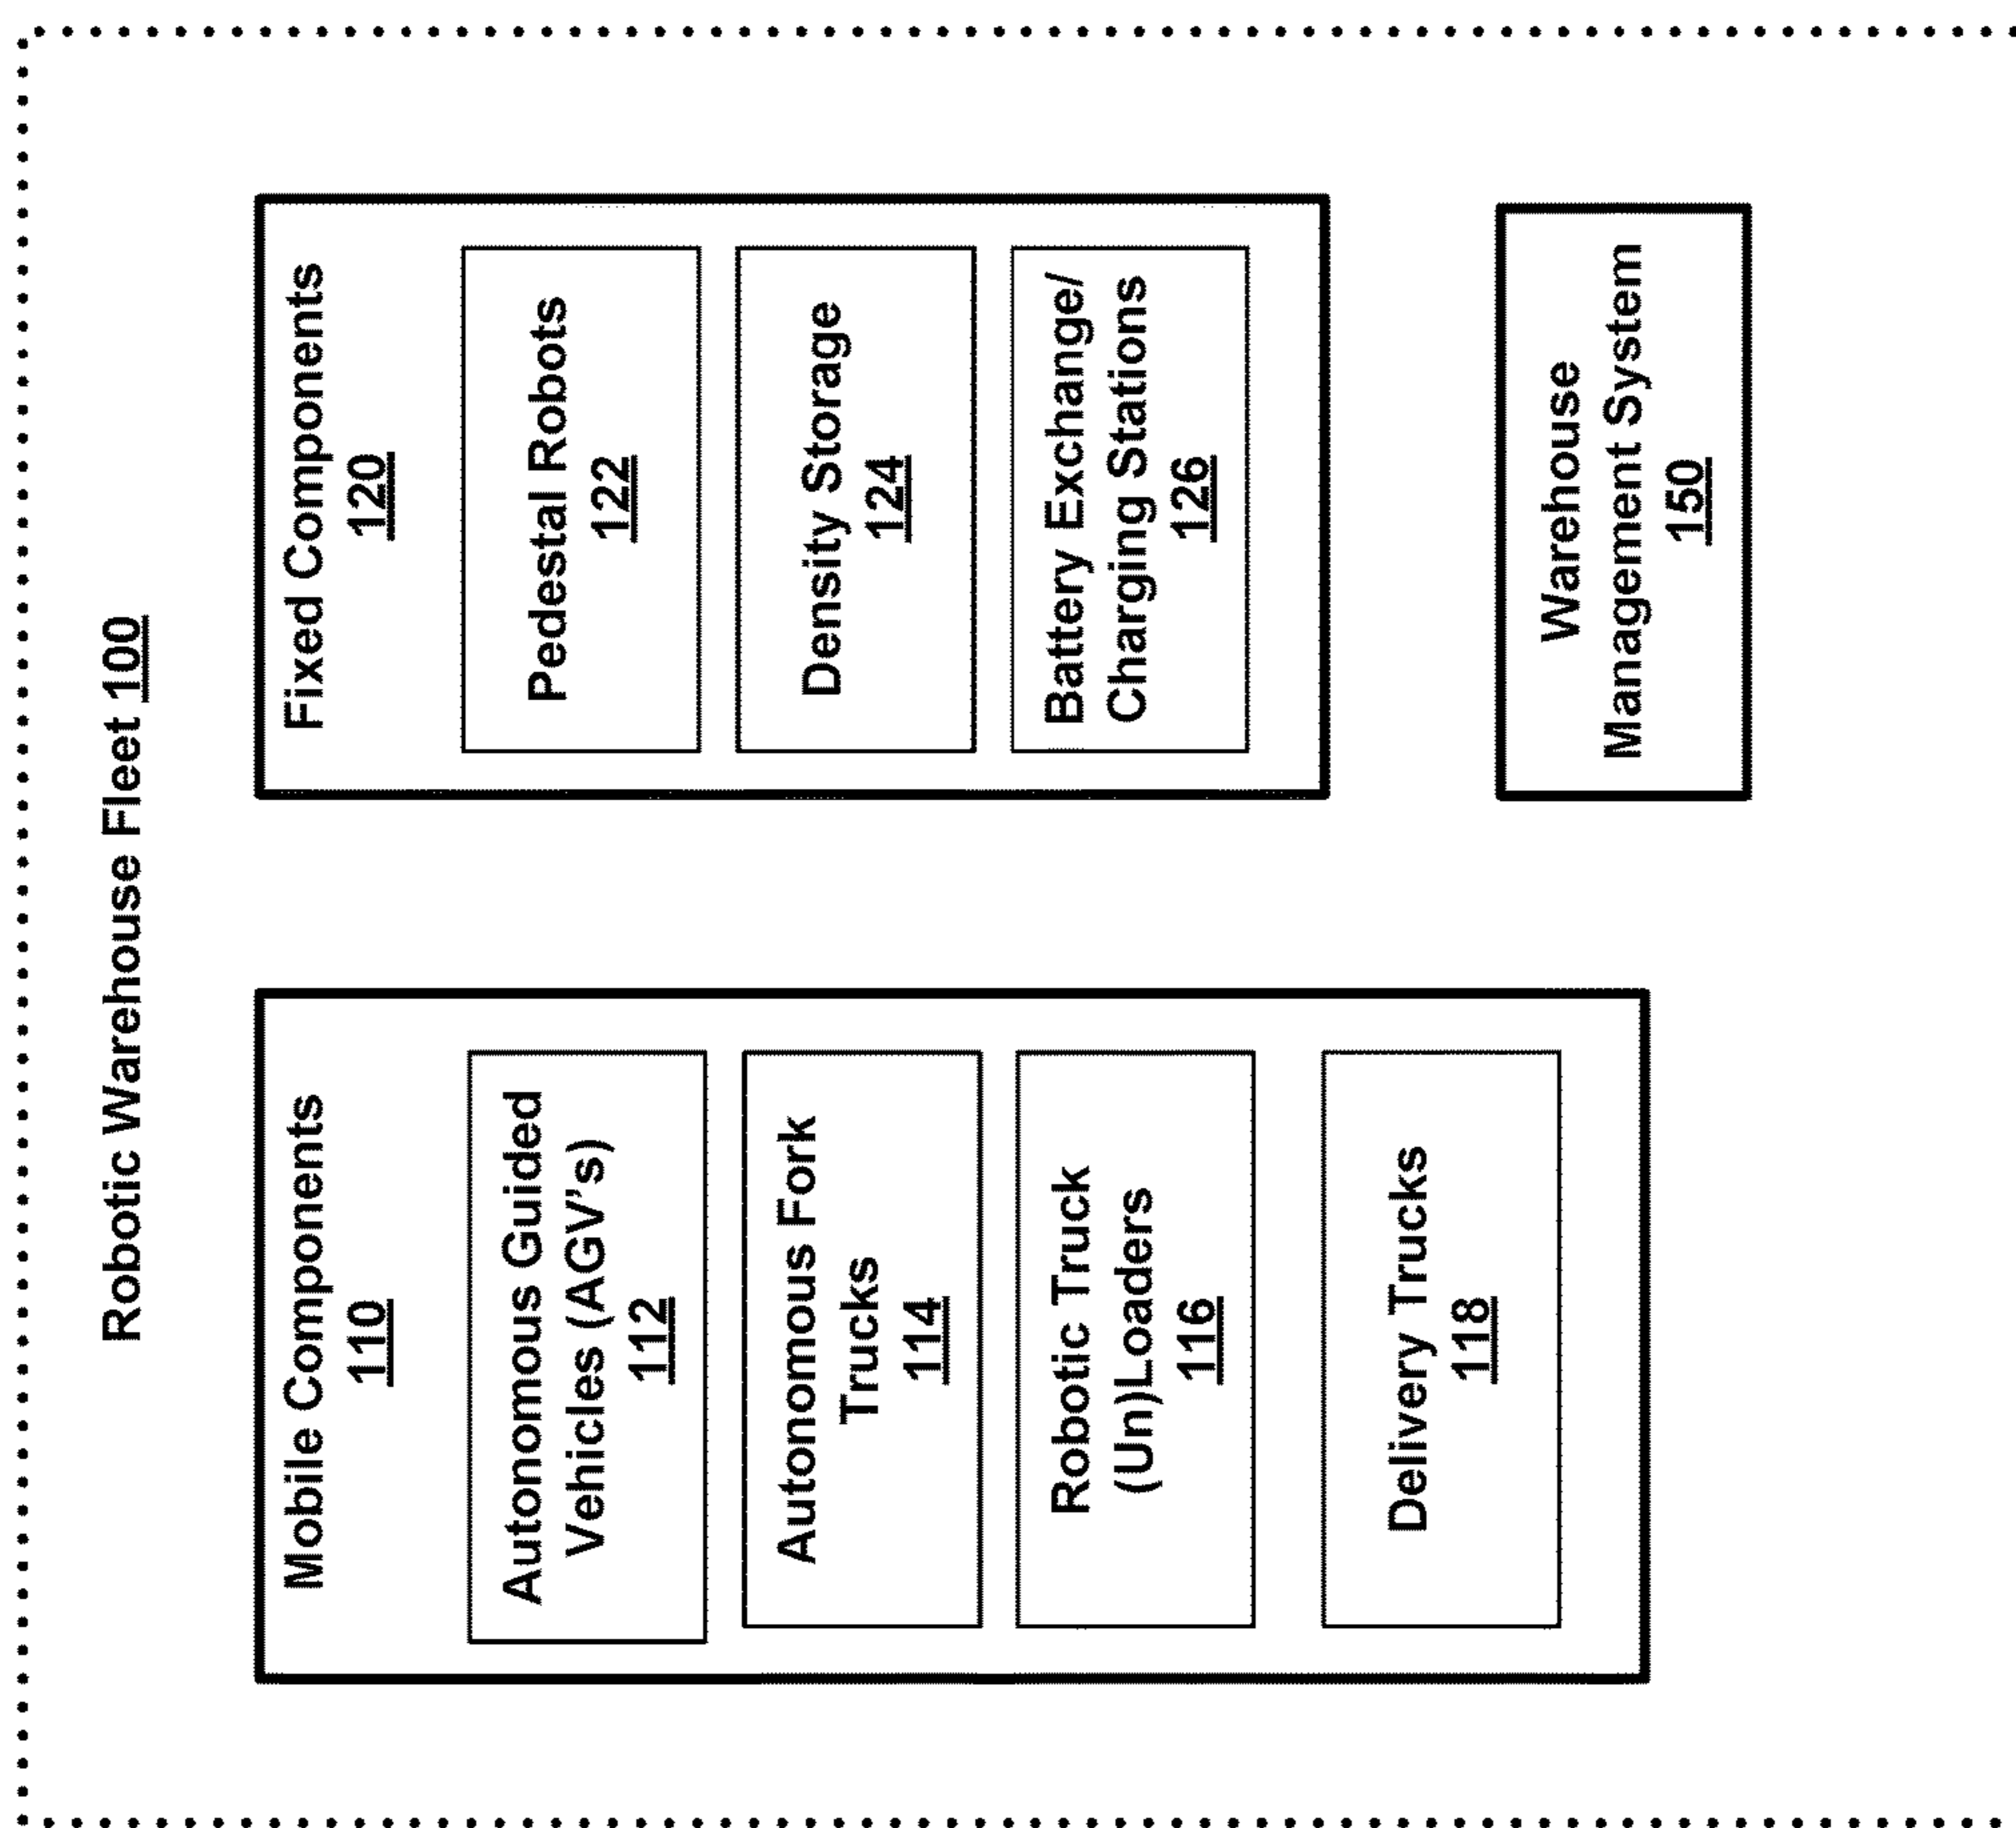 Robotic Warehouse Fleet 100
Mobile Components
110
Autonomous Guided
Vehicles (AGV's)
112
Autonomous Fork
Trucks
114
Robotic Truck
(Un)Loaders
116
Delivery Trucks
118
Fixed Components
120
Pedestal Robots
122
Density Storage
124
Battery Exchange/
Charging Stations
126
Warehouse
Management System
150